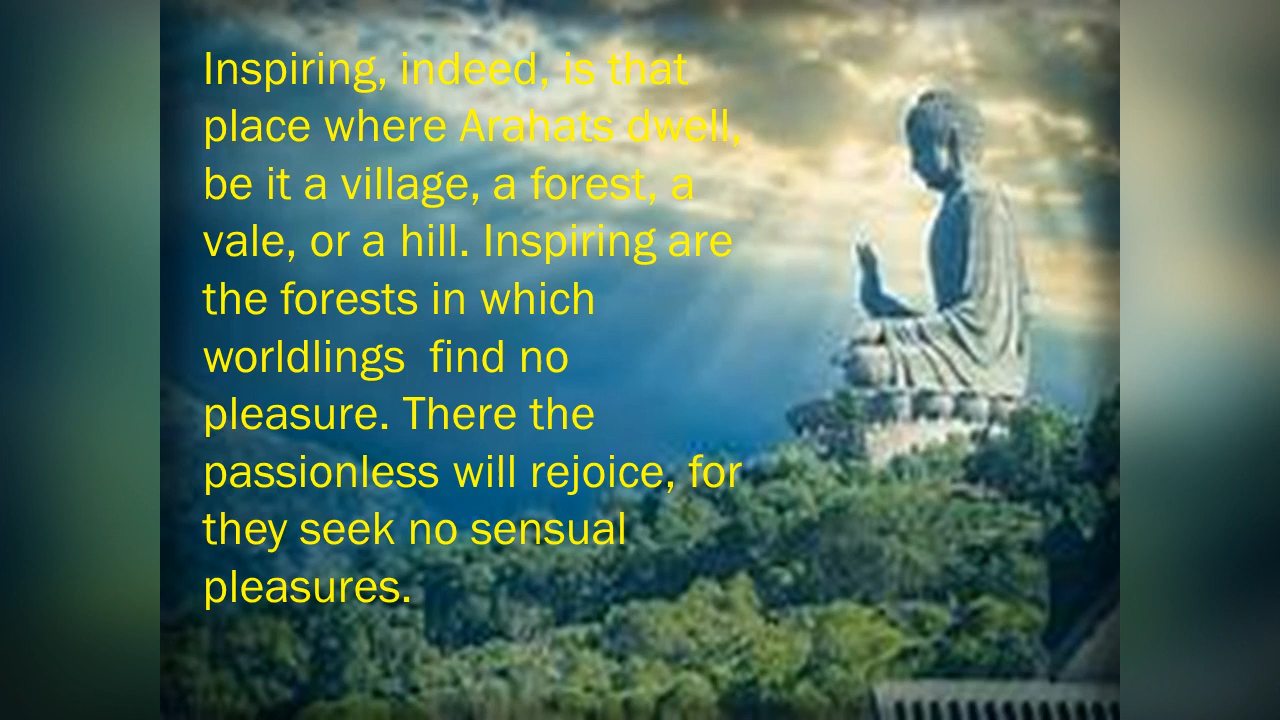 Inspiring, indeed, is that
place where Arahats dwell,
be it a village, a forest, a
vale, or a hill. Inspiring are
the forests in which
worldlings  find no
pleasure. There the
passionless will rejoice, for
they seek no sensual
pleasures.